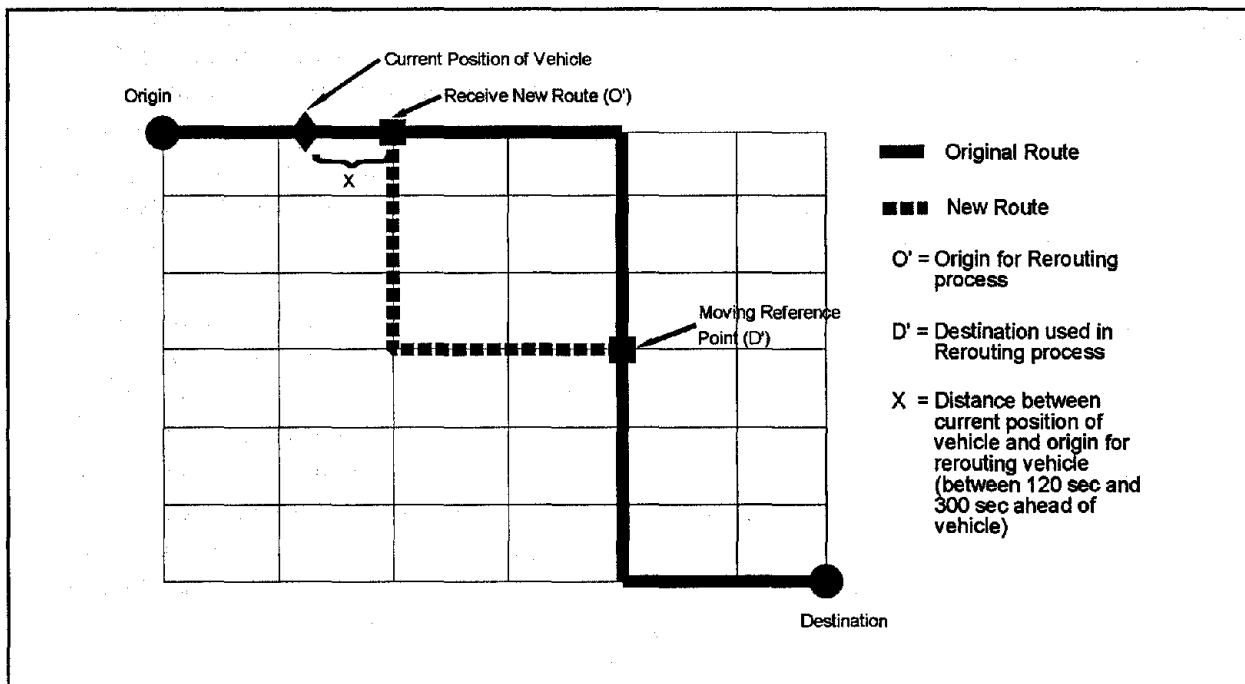 Current Position of Vehicle
Origin
Receive New Route (O')
X
Original Route
New Route
O' = Origin for Rerouting
process
Moving Reference
Point (D')
D' = Destination used in
Rerouting process
X = Distance between
current position of
vehicle and origin for
rerouting vehicle
(between 120 sec and
300 sec ahead of
vehicle)
Destination